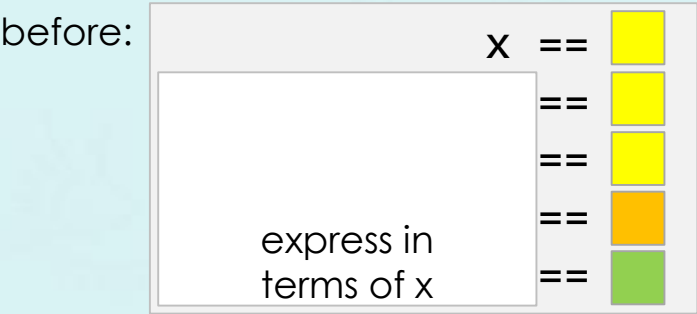 before:
x ==
==
==
==
express in
terms of x
==